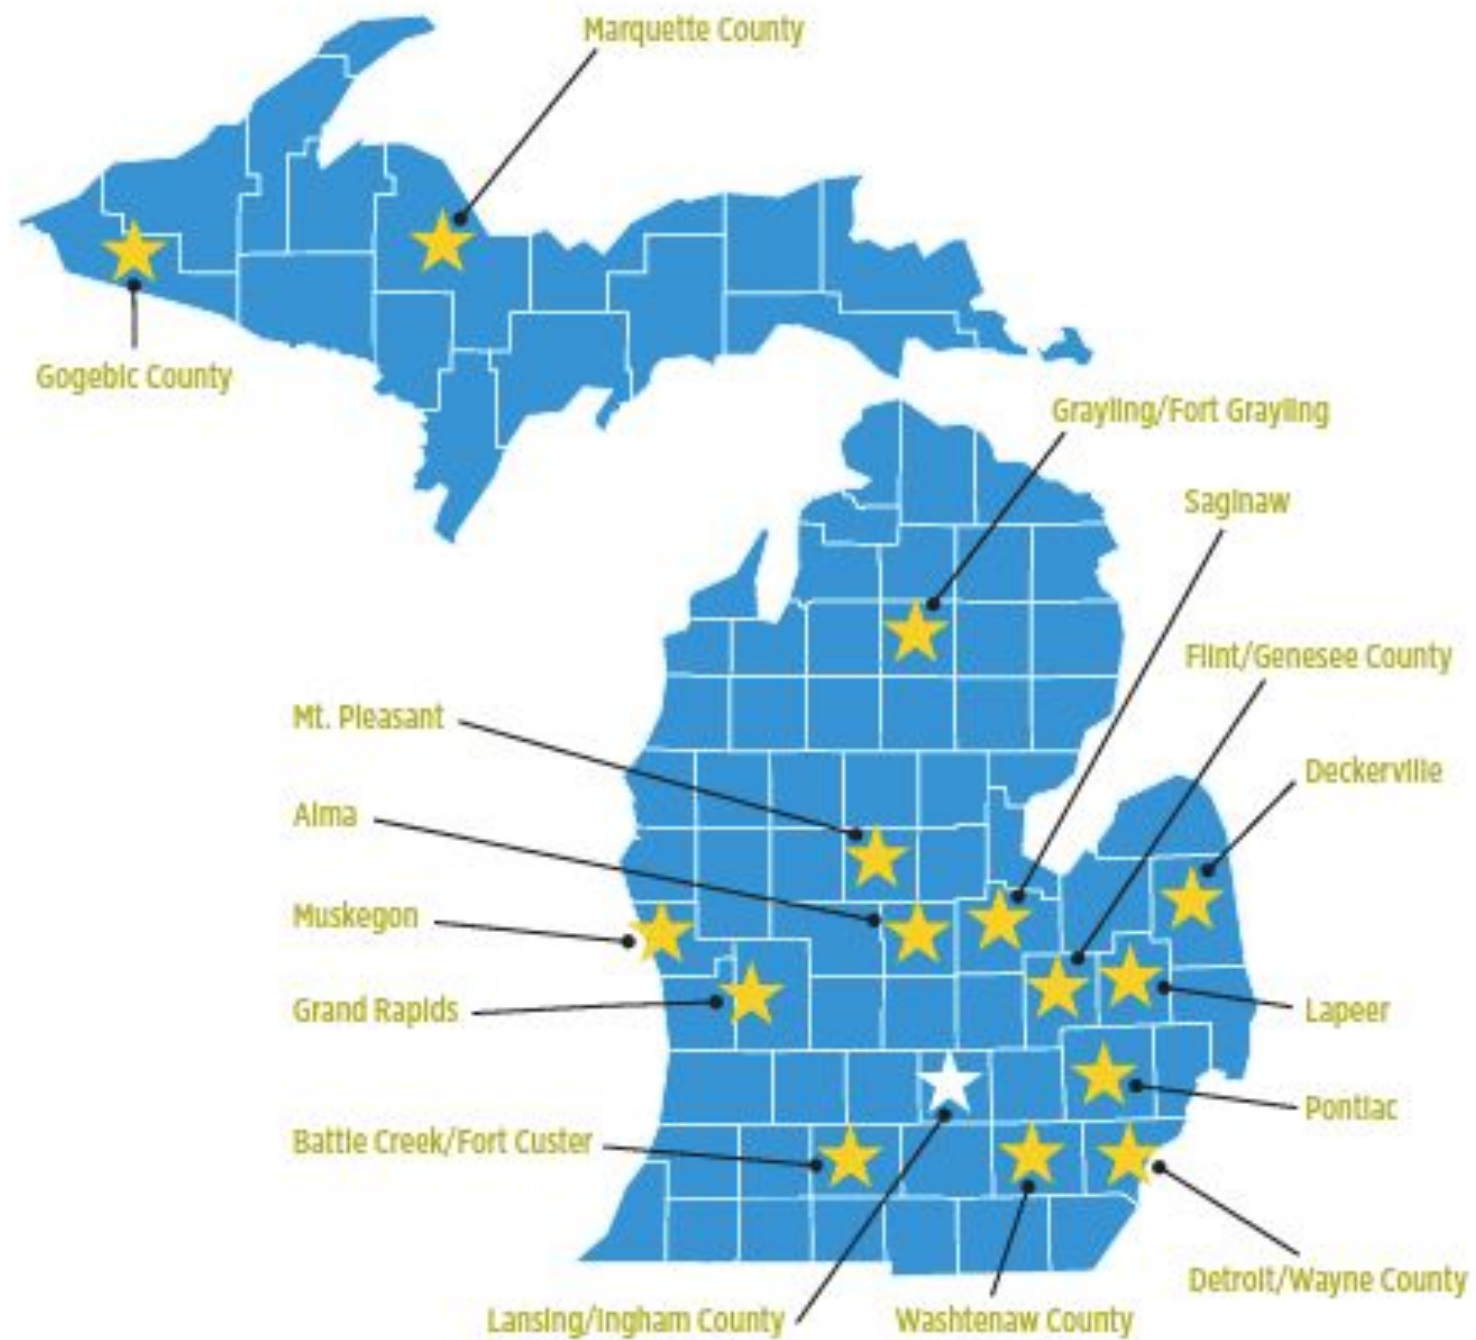 Marquette County
Gogebic County
Grayling/Fort Grayling
Saginaw
Flint/Genesee County
Mt. Pleasant
Deckerville
Alma
Muskegon
Grand Rapids
Lapeer
Pontiac
Battle Creek/Fort Custer
Detroit/Wayne County
Lansing/Ingham County
Washtenaw County